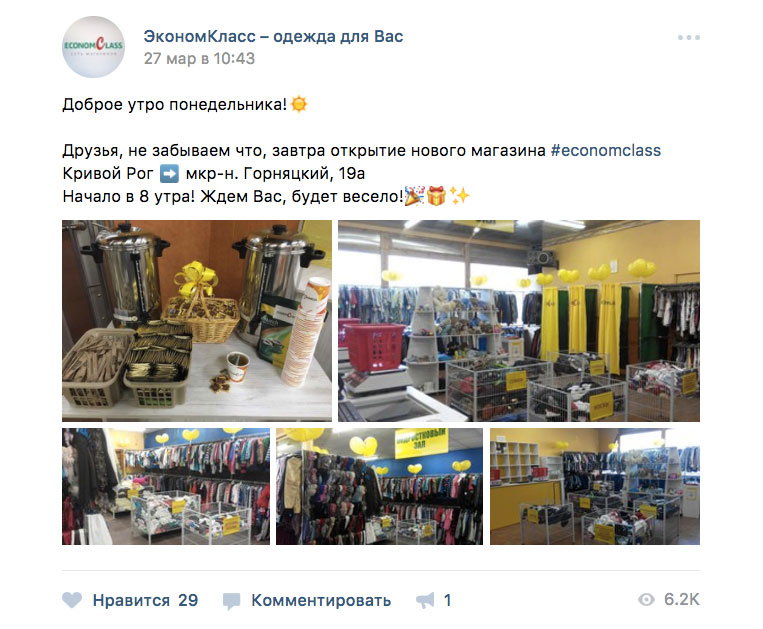 ECONOMCLASS
ЭкономКласс – одежда для Вас
27 мар в 10:43
Доброе утро понедельника!☀️
Друзья, не забываем что, завтра открытие нового магазина #economclass
Кривой Рог ➡️ мкр-н. Горняцкий, 19а
Начало в 8 утра! Ждем Вас, будет весело!🎉🎁✨
ПОДРОСТКОВЫЙ
ЗАЛ
Нравится 29
Комментировать
1
6.2K